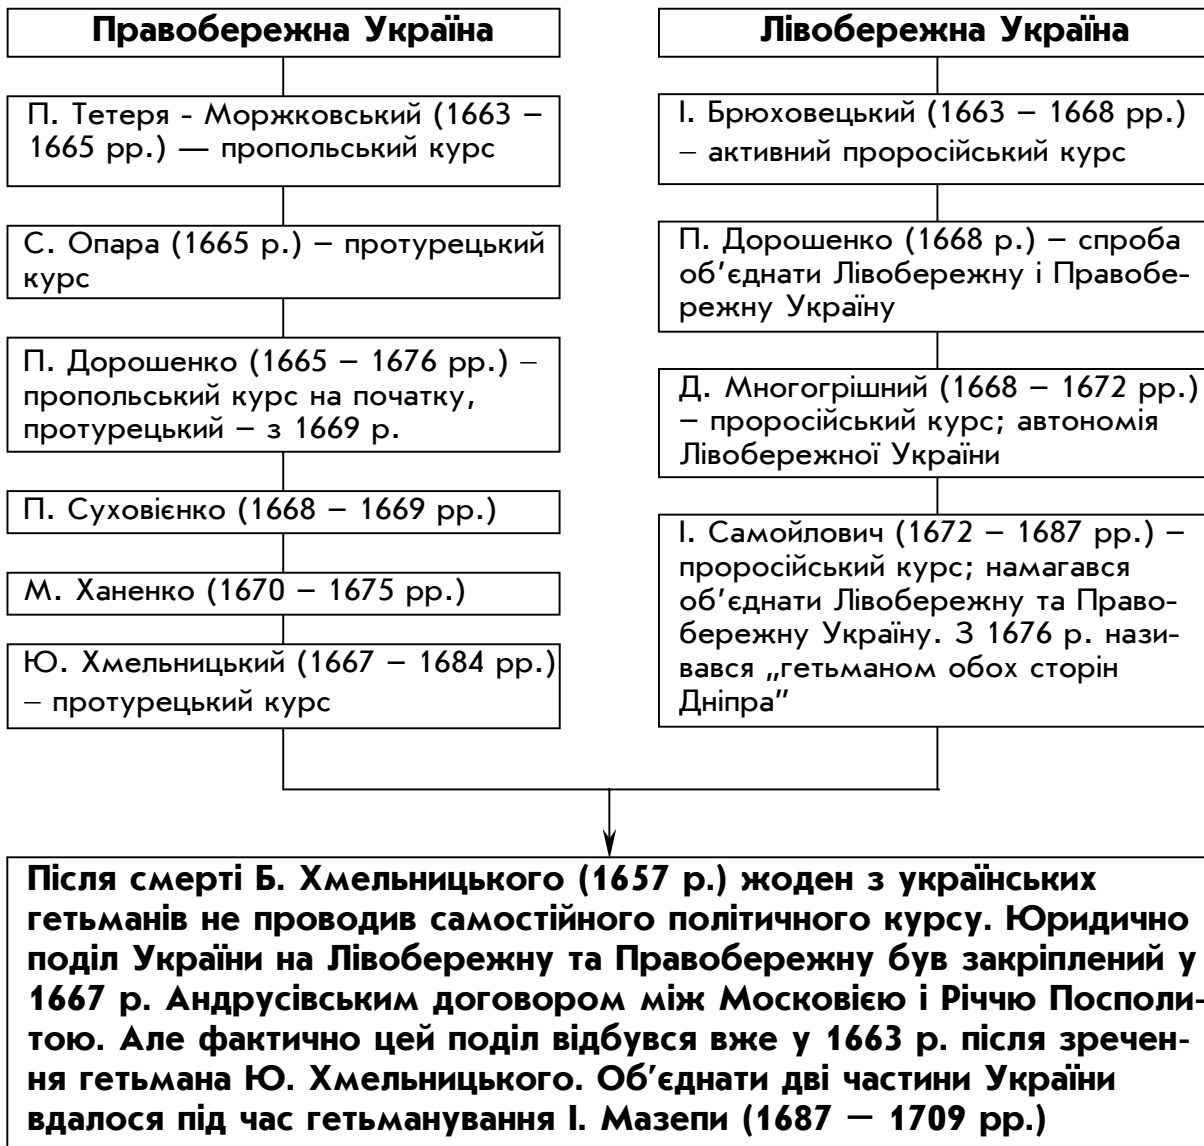 Правобережна Україна
П. Тетеря - Моржковський (1663 –
1665 рр.) — пропольський курс
С. Опара (1665 р.) – протурецький
курс
П. Дорошенко (1665 – 1676 рр.) –
пропольський курс на початку,
протурецький – з 1669 р.
П. Суховієнко (1668 – 1669 рр.)
М. Ханенко (1670 – 1675 рр.)
Ю. Хмельницький (1667 – 1684 рр.)
– протурецький курс
Лівобережна Україна
І. Брюховецький (1663 – 1668 рр.)
– активний проросійський курс
П. Дорошенко (1668 р.) – спроба
об’єднати Лівобережну і Правобе-
режну Україну
Д. Многогрішний (1668 – 1672 рр.)
– проросійський курс; автономія
Лівобережної України
І. Самойлович (1672 – 1687 рр.) –
проросійський курс; намагався
об’єднати Лівобережну та Право-
бережну Україну. З 1676 р. нази-
вався „гетьманом обох сторін
Дніпра”
Після смерті Б. Хмельницького (1657 р.) жоден з українських
гетьманів не проводив самостійного політичного курсу. Юридично
поділ України на Лівобережну та Правобережну був закріплений у
1667 р. Андрусівським договором між Московією і Річчю Посполи-
тою. Але фактично цей поділ відбувся вже у 1663 р. після зречен-
ня гетьмана Ю. Хмельницького. Об’єднати дві частини України
вдалося під час гетьманування І. Мазепи (1687 – 1709 рр.)